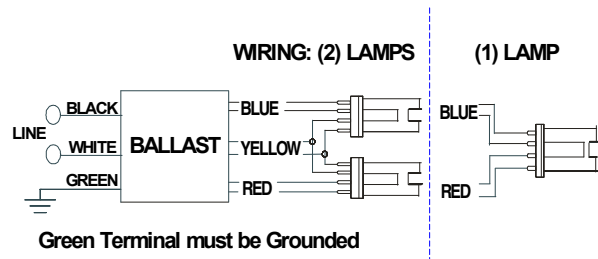 WIRING: (2) LAMPS
(1) LAMP
BLACK
BLUE
BLUE
LINE
WHITE
BALLAST
YELLOW
GREEN
RED
RED
Green Terminal must be Grounded